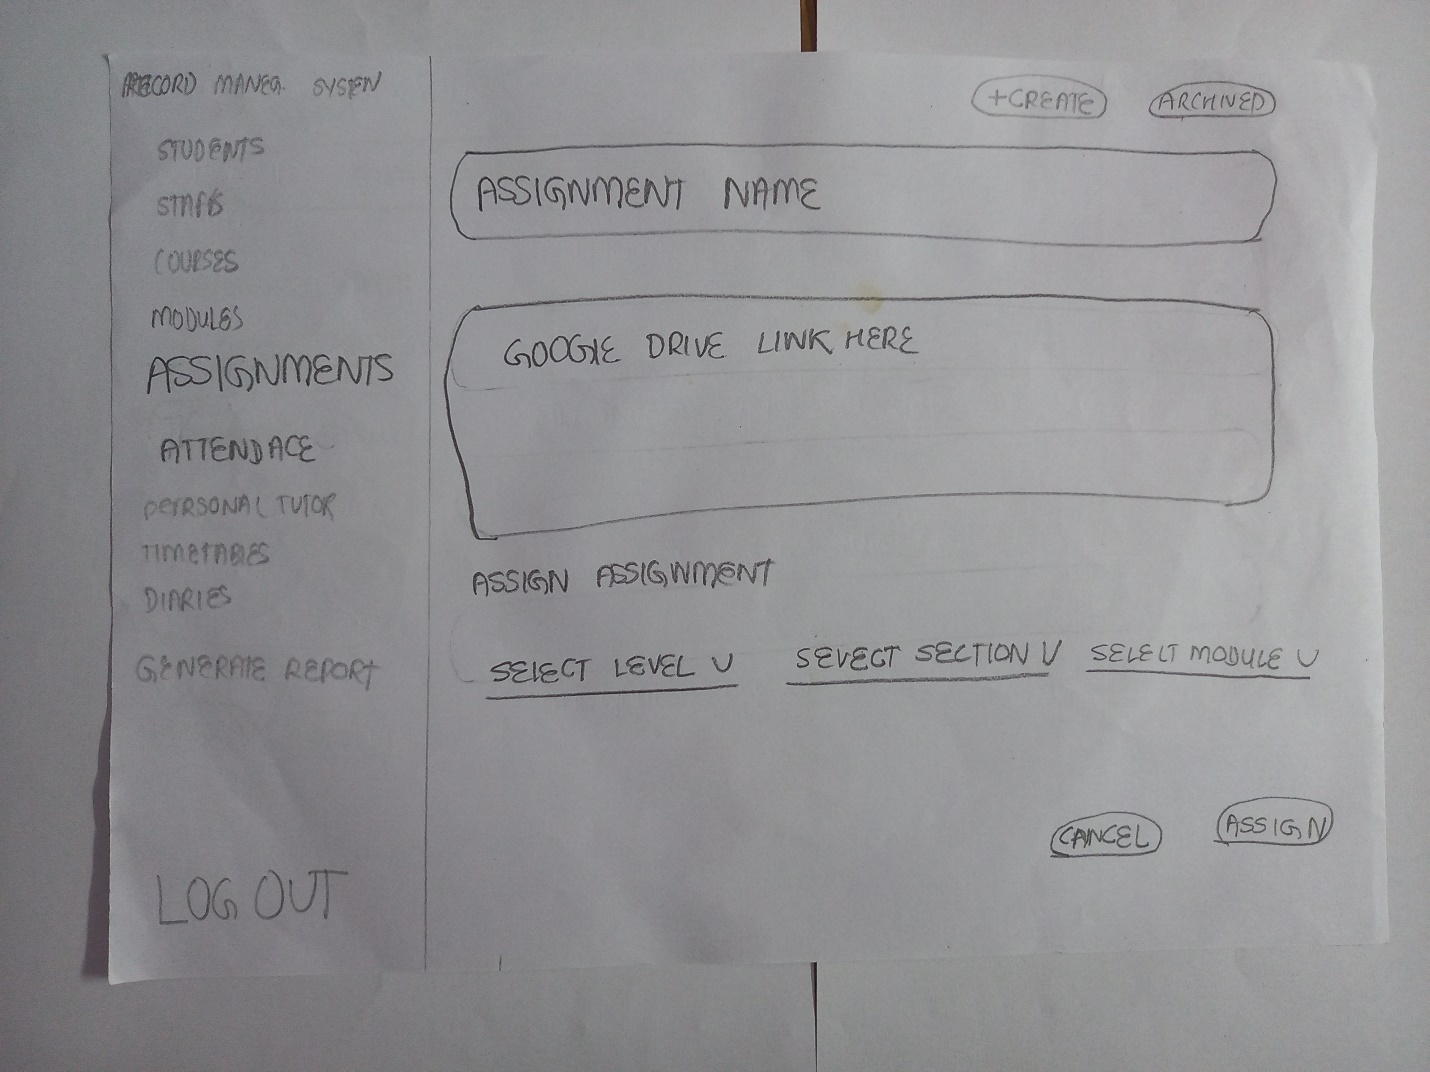 RECORD MANEG. SYSTEM
STUDENTS
STAFFS
COURSES
MODULES
ASSIGNMENTS
ATTENDACE
PERSONAL TUTOR
TIMETABLES
DIARIES
GENERATE REPORT
LOG OUT
+CREATE ARCHIVED
ASSIGNMENT NAME
GOOGLE DRIVE LINK HERE
ASSIGN ASSIGNMENT
SELECT LEVEL V SELECT SECTION V SELECT MODULE V
CANCEL ASSIGN